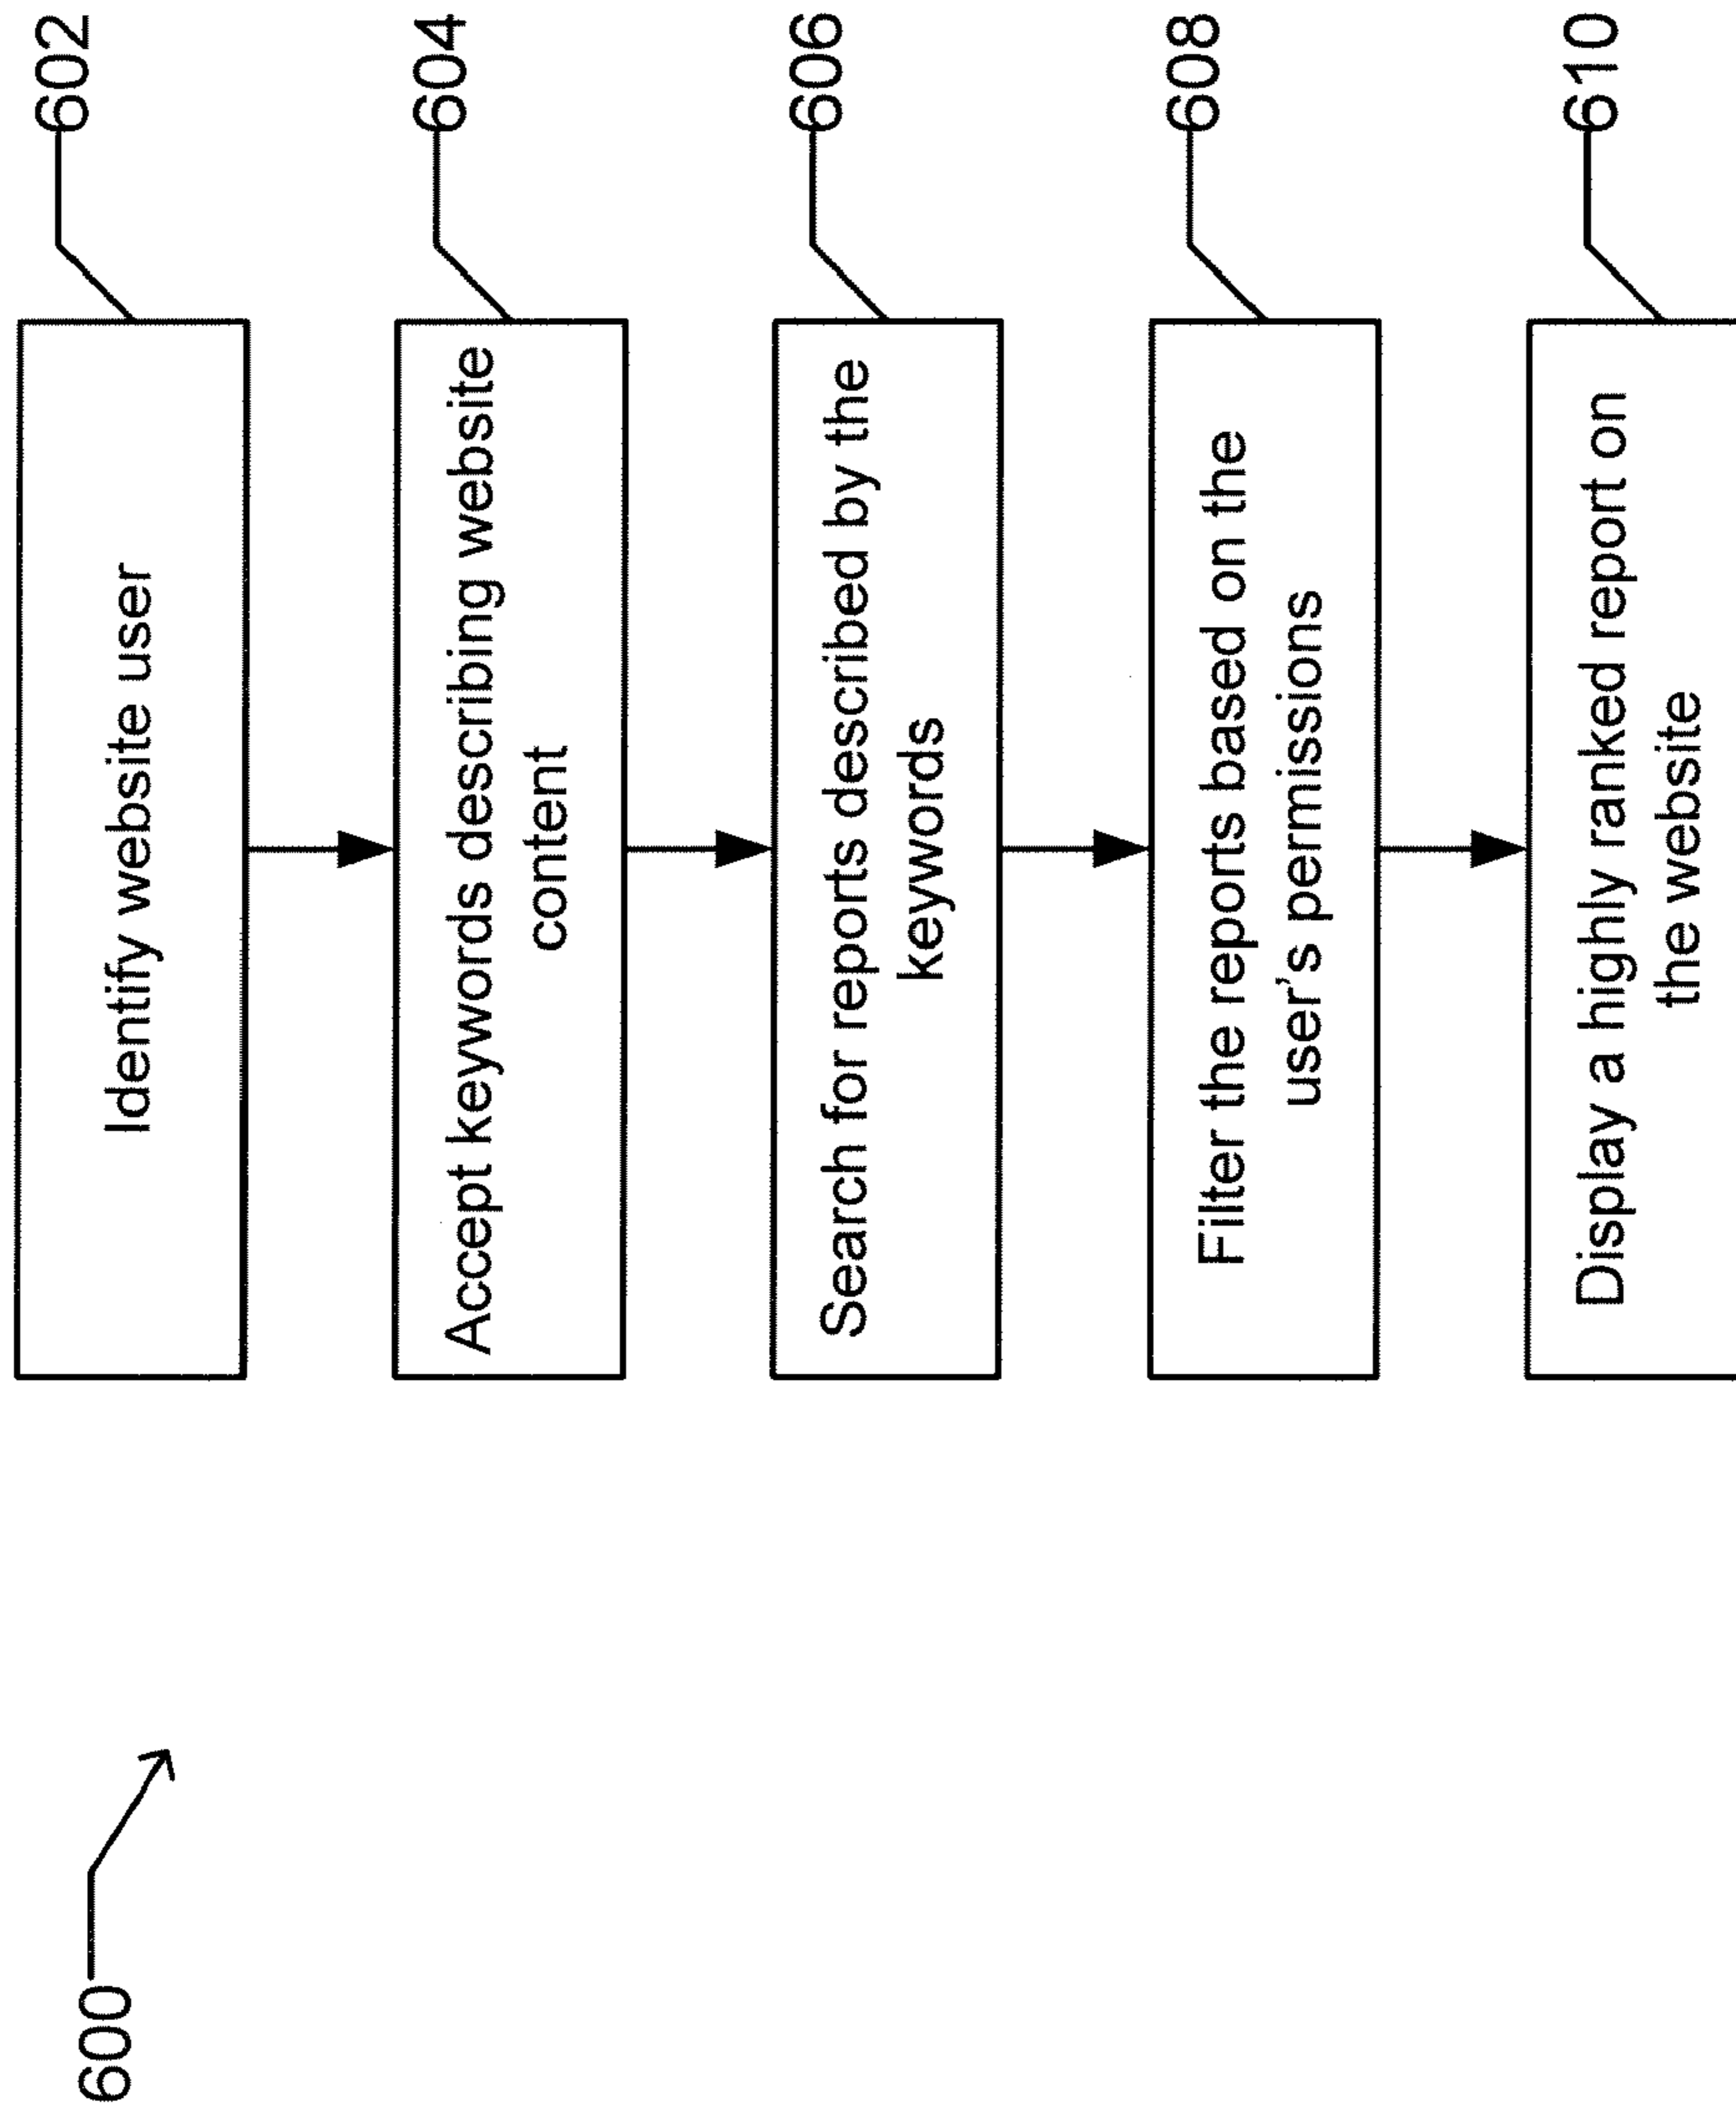 600
Identify website user
602
Accept keywords describing website
content
604
Search for reports described by the
keywords
606
Filter the reports based on the
user's permissions
608
Display a highly ranked report on
the website
610